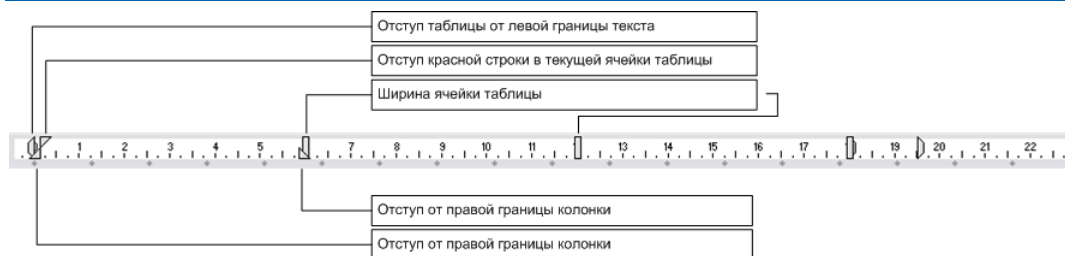 Отступ таблицы от левой границы текста
Отступ красной строки в текущей ячейки таблицы
Ширина ячейки таблицы
1 2 3 4 5 7 8 9 10 11 13 14 15 16 17 19 20 21 22
Отступ от правой границы колонки
Отступ от правой границы колонки